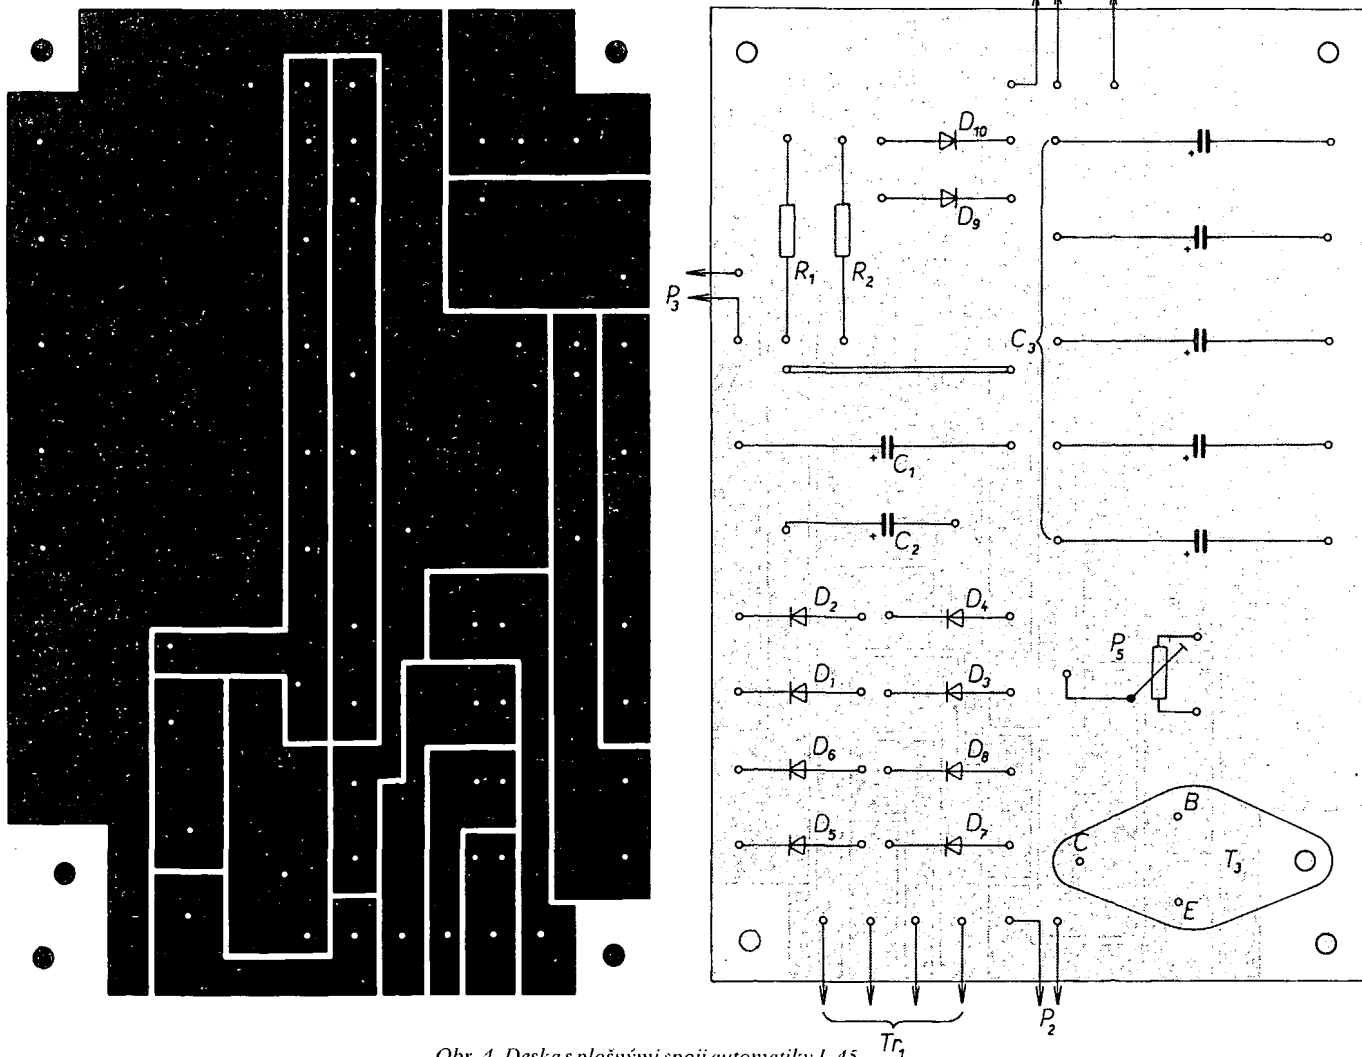 D10
D9
R1
R2
P3
C3
+
+
+
+
+
+ C1
+ C2
D2
D4
D1
D3
P5
D6
D8
D5
D7
B
C
T3
E
P2
Tr1
Obr. 4. Deska s plošnými spoji automatiky L 45